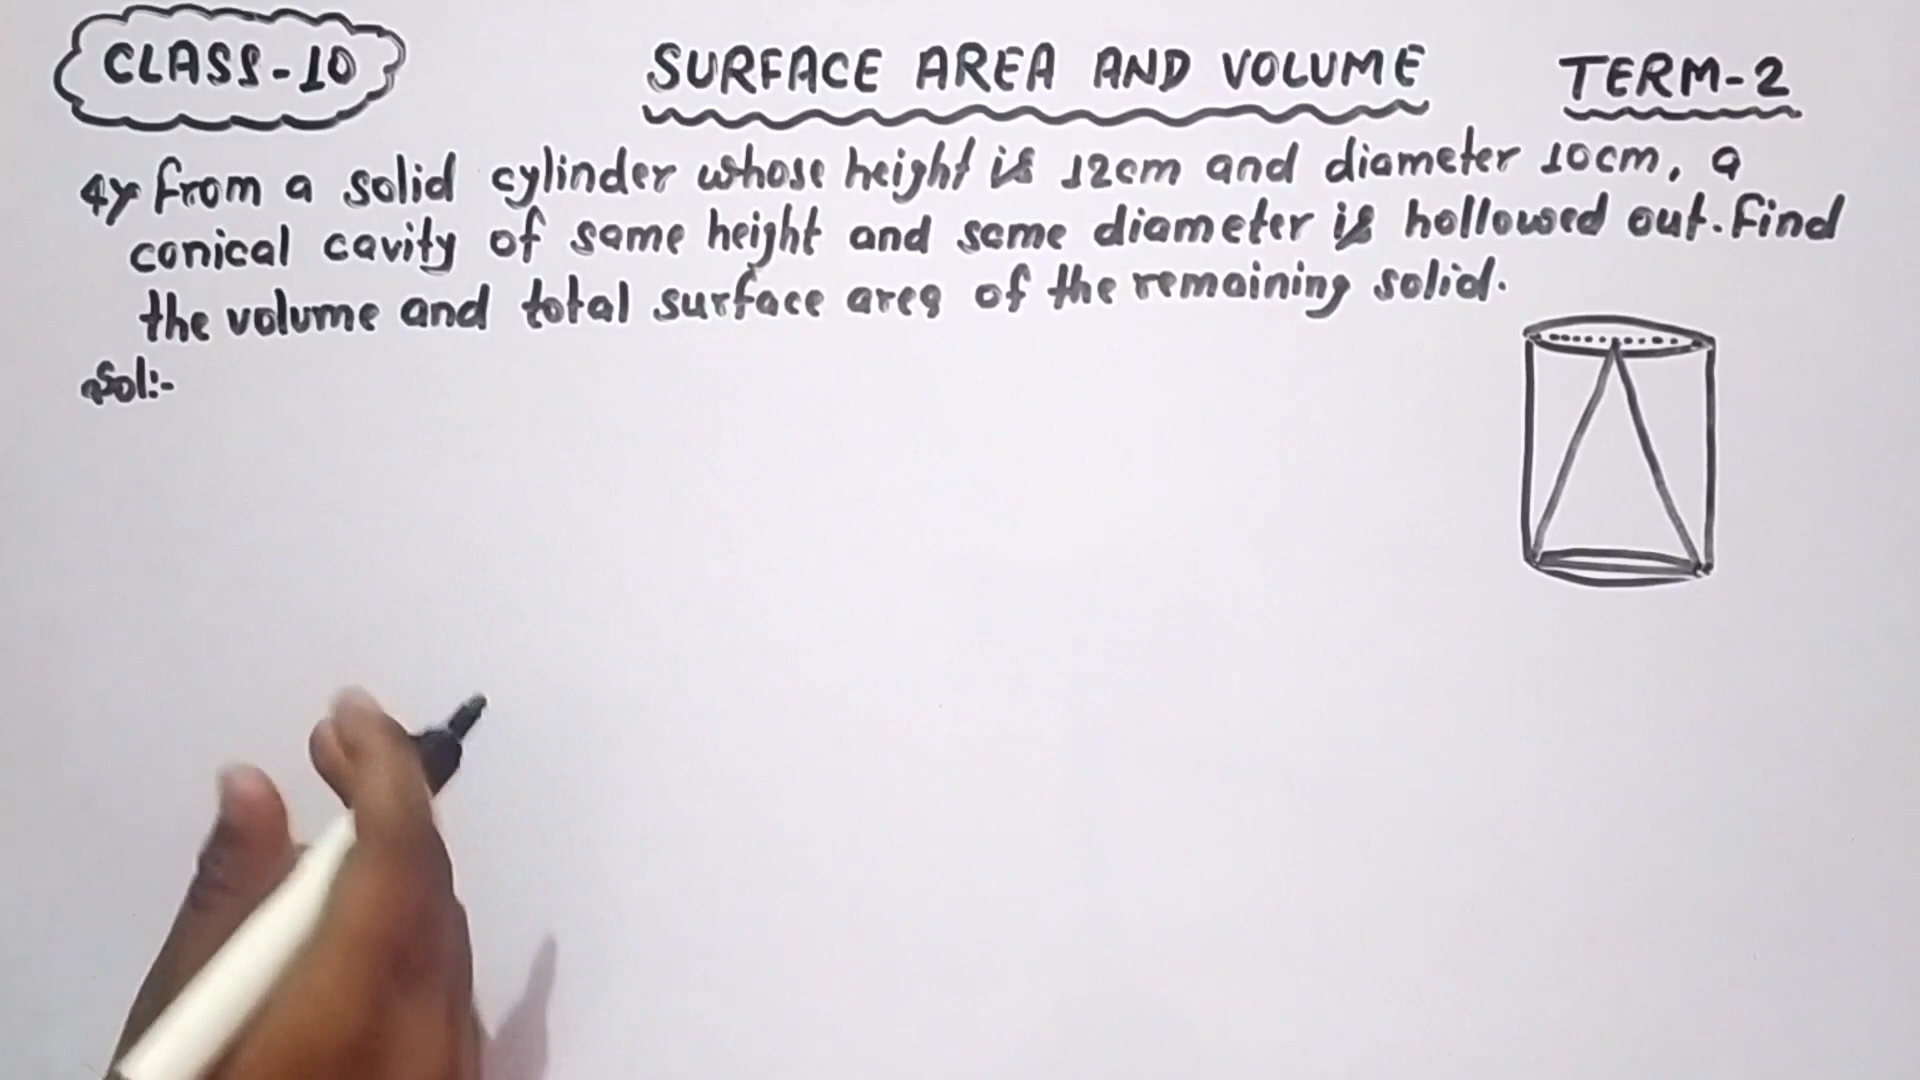 CLASS-10
SURFACE AREA AND VOLUME
TERM-2
4) From a solid cylinder whose height is 12cm and diameter 10cm, a
conical cavity of same height and same diameter is hollowed out. Find
the volume and total surface area of the remaining solid.
Sol:-